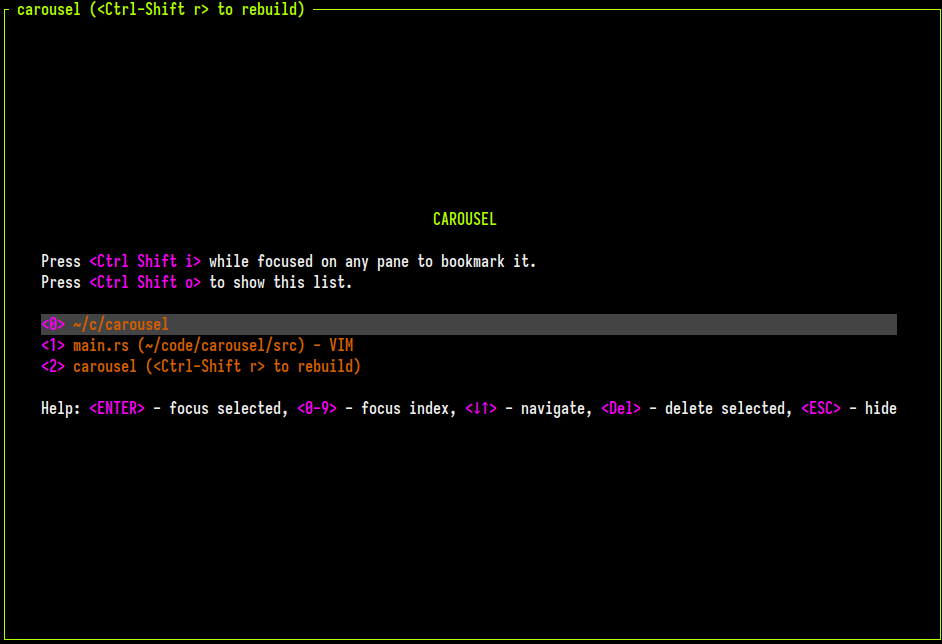 carousel (<Ctrl-Shift r> to rebuild)
CAROUSEL
Press <Ctrl Shift i> while focused on any pane to bookmark it.
Press <Ctrl Shift o> to show this list.
<0> ~/c/carousel
<1> main.rs (~/code/carousel/src) - VIM
<2> carousel (<Ctrl-Shift r> to rebuild)
Help: <ENTER> - focus selected, <0-9> - focus index, <↓↑> - navigate, <Del> - delete selected, <ESC> - hide